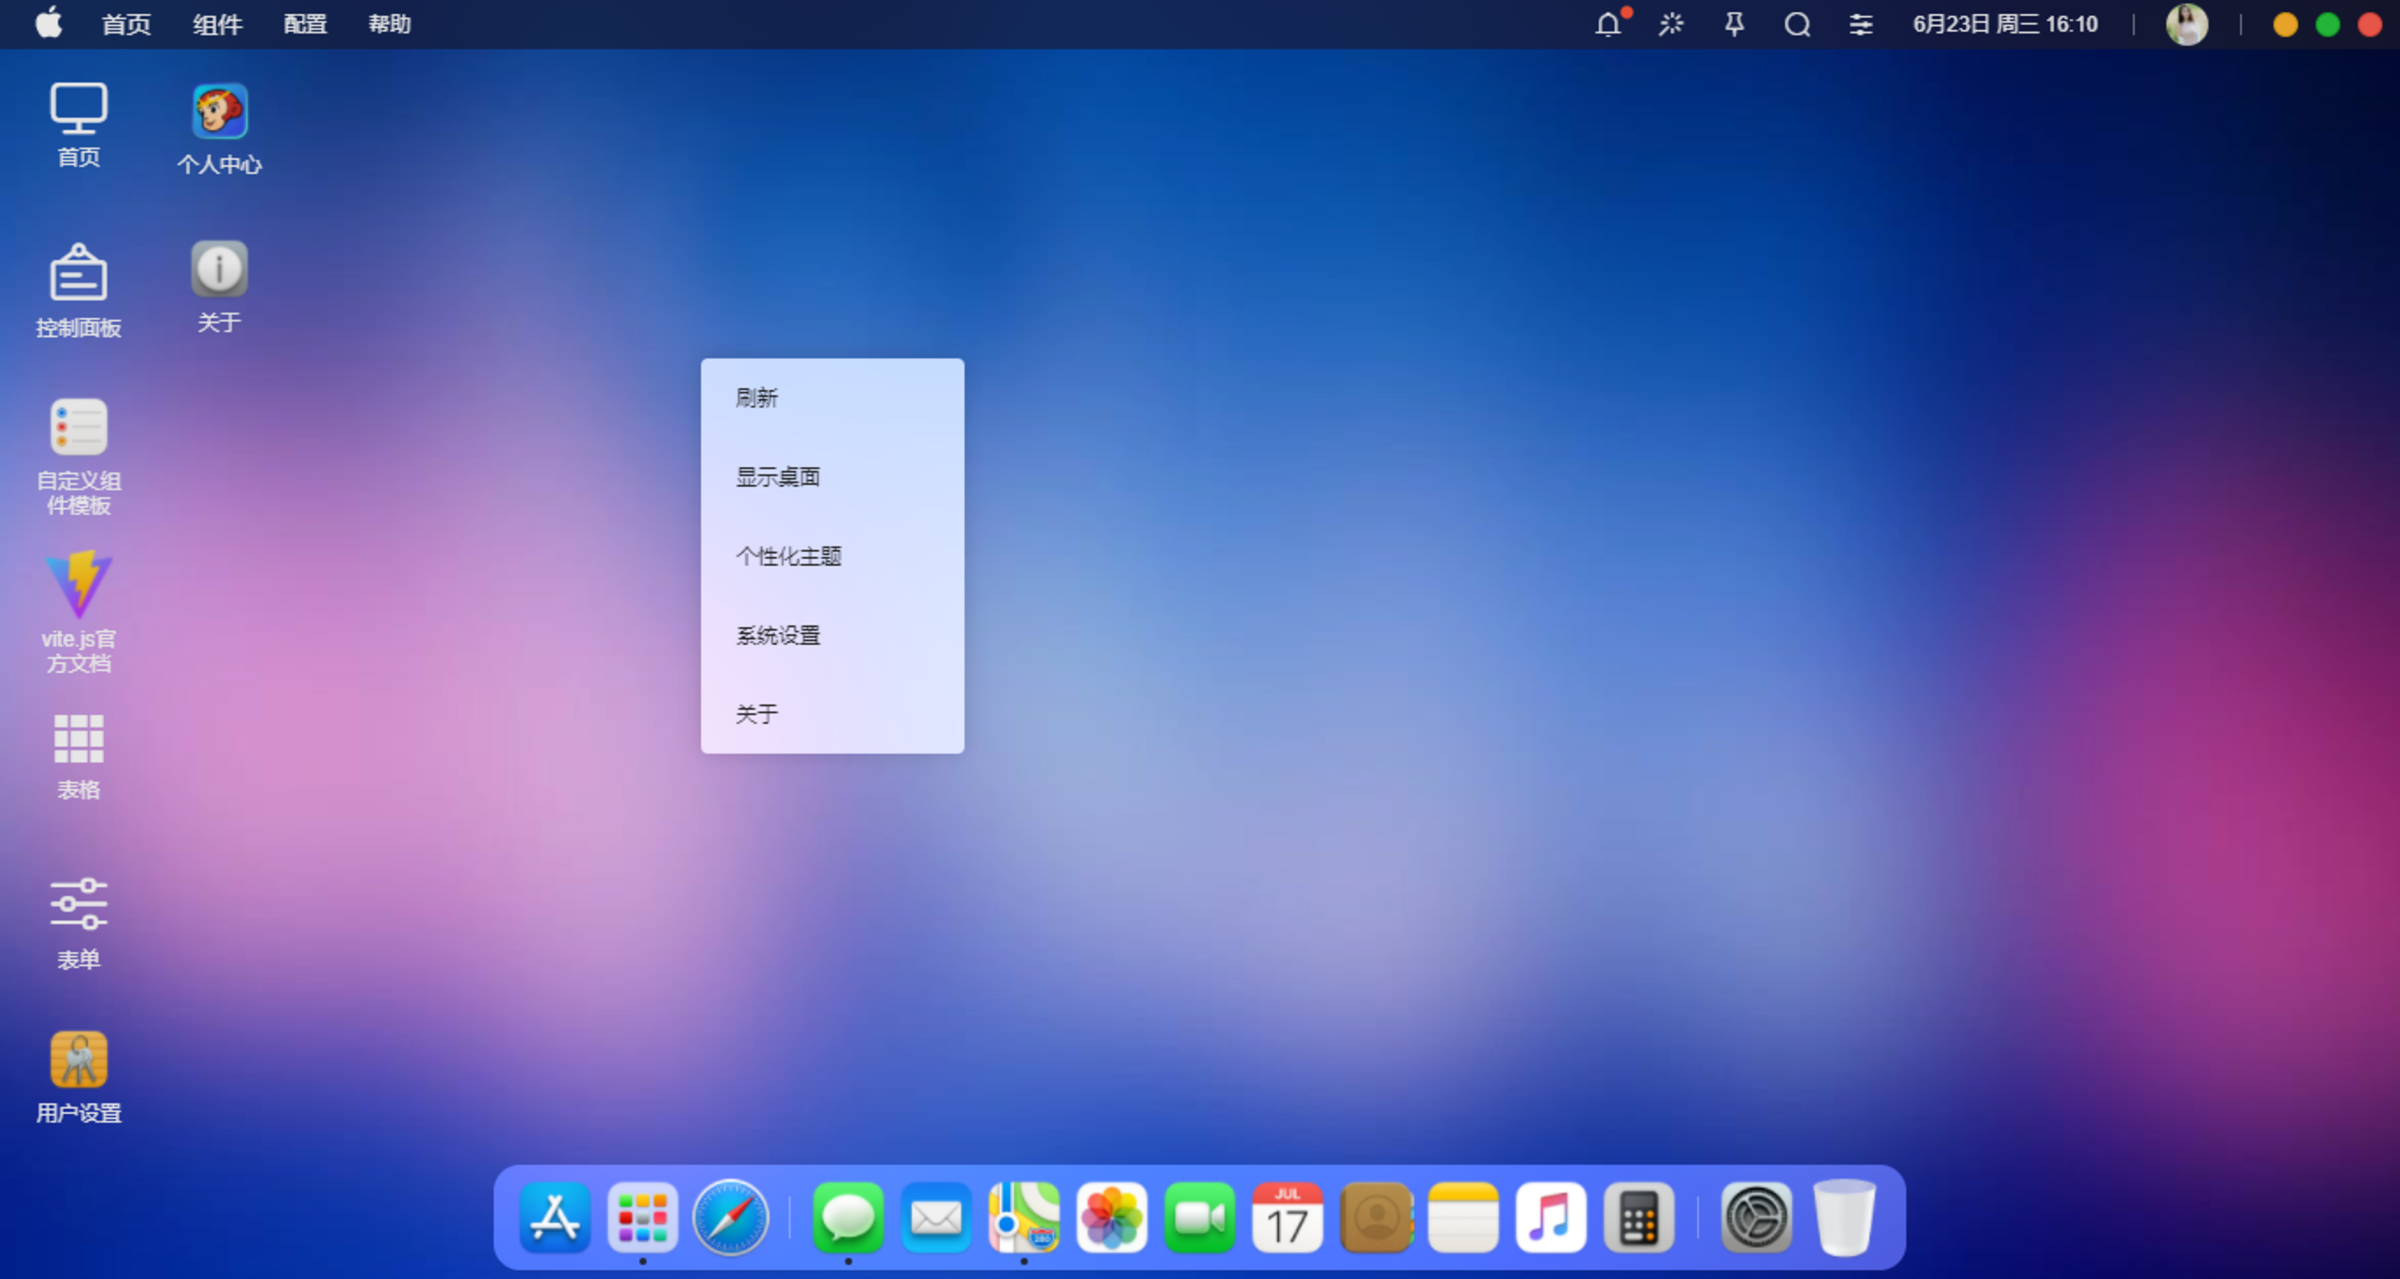 首页 组件 配置 帮助 6月23日 周三 16:10
首页
个人中心
控制面板
关于
自定义组
件模板
vite.js官
方文档
表格
表单
用户设置
刷新
显示桌面
个性化主题
系统设置
关于
280
JUL
17